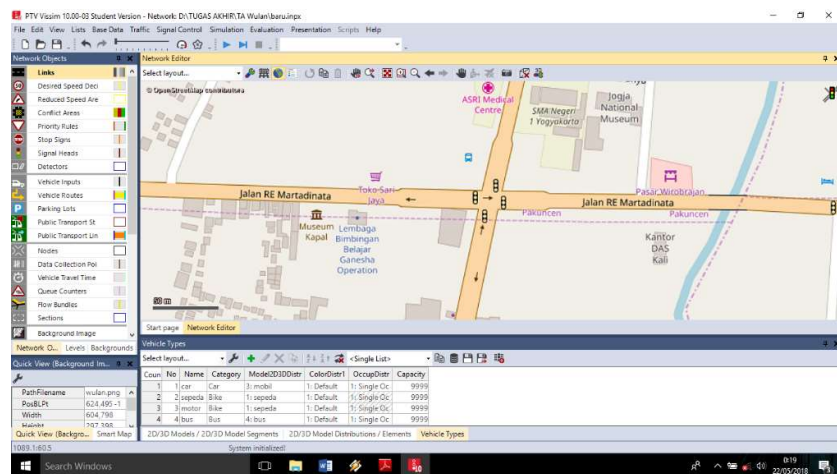 PTV Vissim 10.00-03 Student Version - Network: D:\TUGAS AKHIR\TA Wulan\baru.inpx
File Edit View Lists Base Data Traffic Signal Control Simulation Evaluation Presentation Scripts Help
Network Objects
Network Editor
Select layout...
Links
Desired Speed Deci
Reduced Speed Are
Conflict Areas
Priority Rules
Stop Signs
Signal Heads
Detectors
Vehicle Inputs
Vehicle Routes
Parking Lots
Public Transport St
Public Transport Lin
Nodes
Data Collection Poi
Vehicle Travel Time
Queue Counters
Flow Bundles
Sections
Background Image
Network O... Levels Backgrounds
© OpenStreetMap contributors
ASRI Medical
Centre
SMA Negeri
1 Yogyakarta
Jogja
National
Museum
Pasar Wirobrajan
Toko Sari
Jaya
Jalan RE Martadinata
Jalan RE Martadinata
Pakuncen
Pakuncen
Museum
Kapal
Lembaga
Bimbingan
Belajar
Ganesha
Operation
Kantor
DAS
Kali
50 m
Start page Network Editor
Quick View (Background Im...
PathFilename wulan.png
PosBLPt 624.495 -1
Width 604,798
Height 297,398
Quick View (Backgro... Smart Map
Vehicle Types
Select layout...
<Single List>
Coun No Name Category Model2D3DDistr ColorDistr1 OccupDistr Capacity
1 1 car Car 3: mobil 1: Default 1: Single Oc 9999
2 2 sepeda Bike 1: sepeda 1: Default 1: Single Oc 9999
3 3 motor Bike 1: sepeda 1: Default 1: Single Oc 9999
4 4 bus Bus 4: bus 1: Default 1: Single Oc 9999
2D/3D Models / 2D/3D Model Segments 2D/3D Model Distributions / Elements Vehicle Types
1089.1:60.5
System initialized!
Search Windows
0:19
22/05/2018